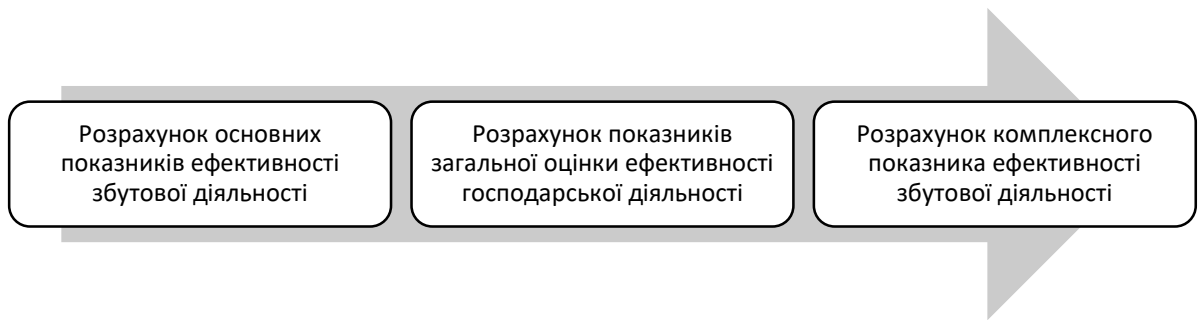 Розрахунок основних
показників ефективності
збутової діяльності
Розрахунок показників
загальної оцінки ефективності
господарської діяльності
Розрахунок комплексного
показника ефективності
збутової діяльності